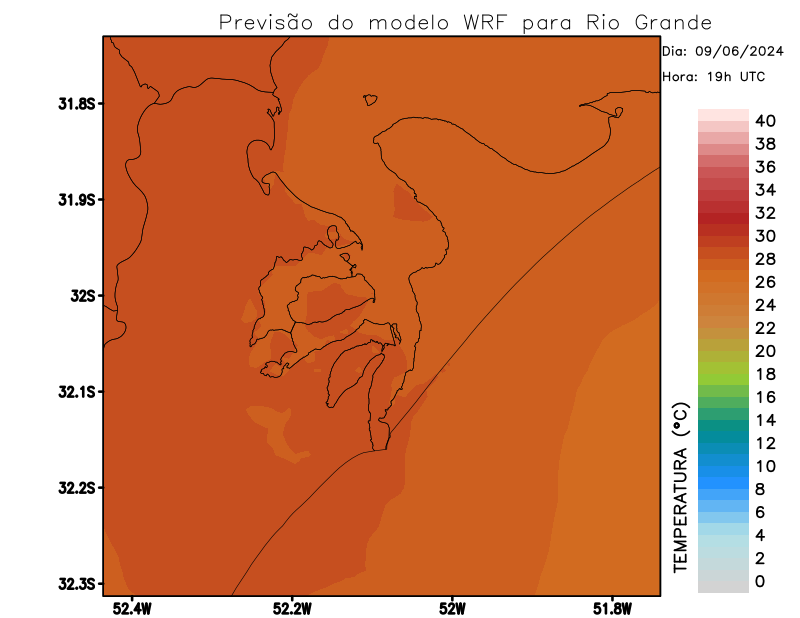 Previsão do modelo WRF para Rio Grande
Dia: 09/06/2024
Hora: 19h UTC
31.8S
31.9S
32S
32.1S
32.2S
32.3S
52.4W
52.2W
52W
51.8W
TEMPERATURA (°C)
40
38
36
34
32
30
28
26
24
22
20
18
16
14
12
10
8
6
4
2
0